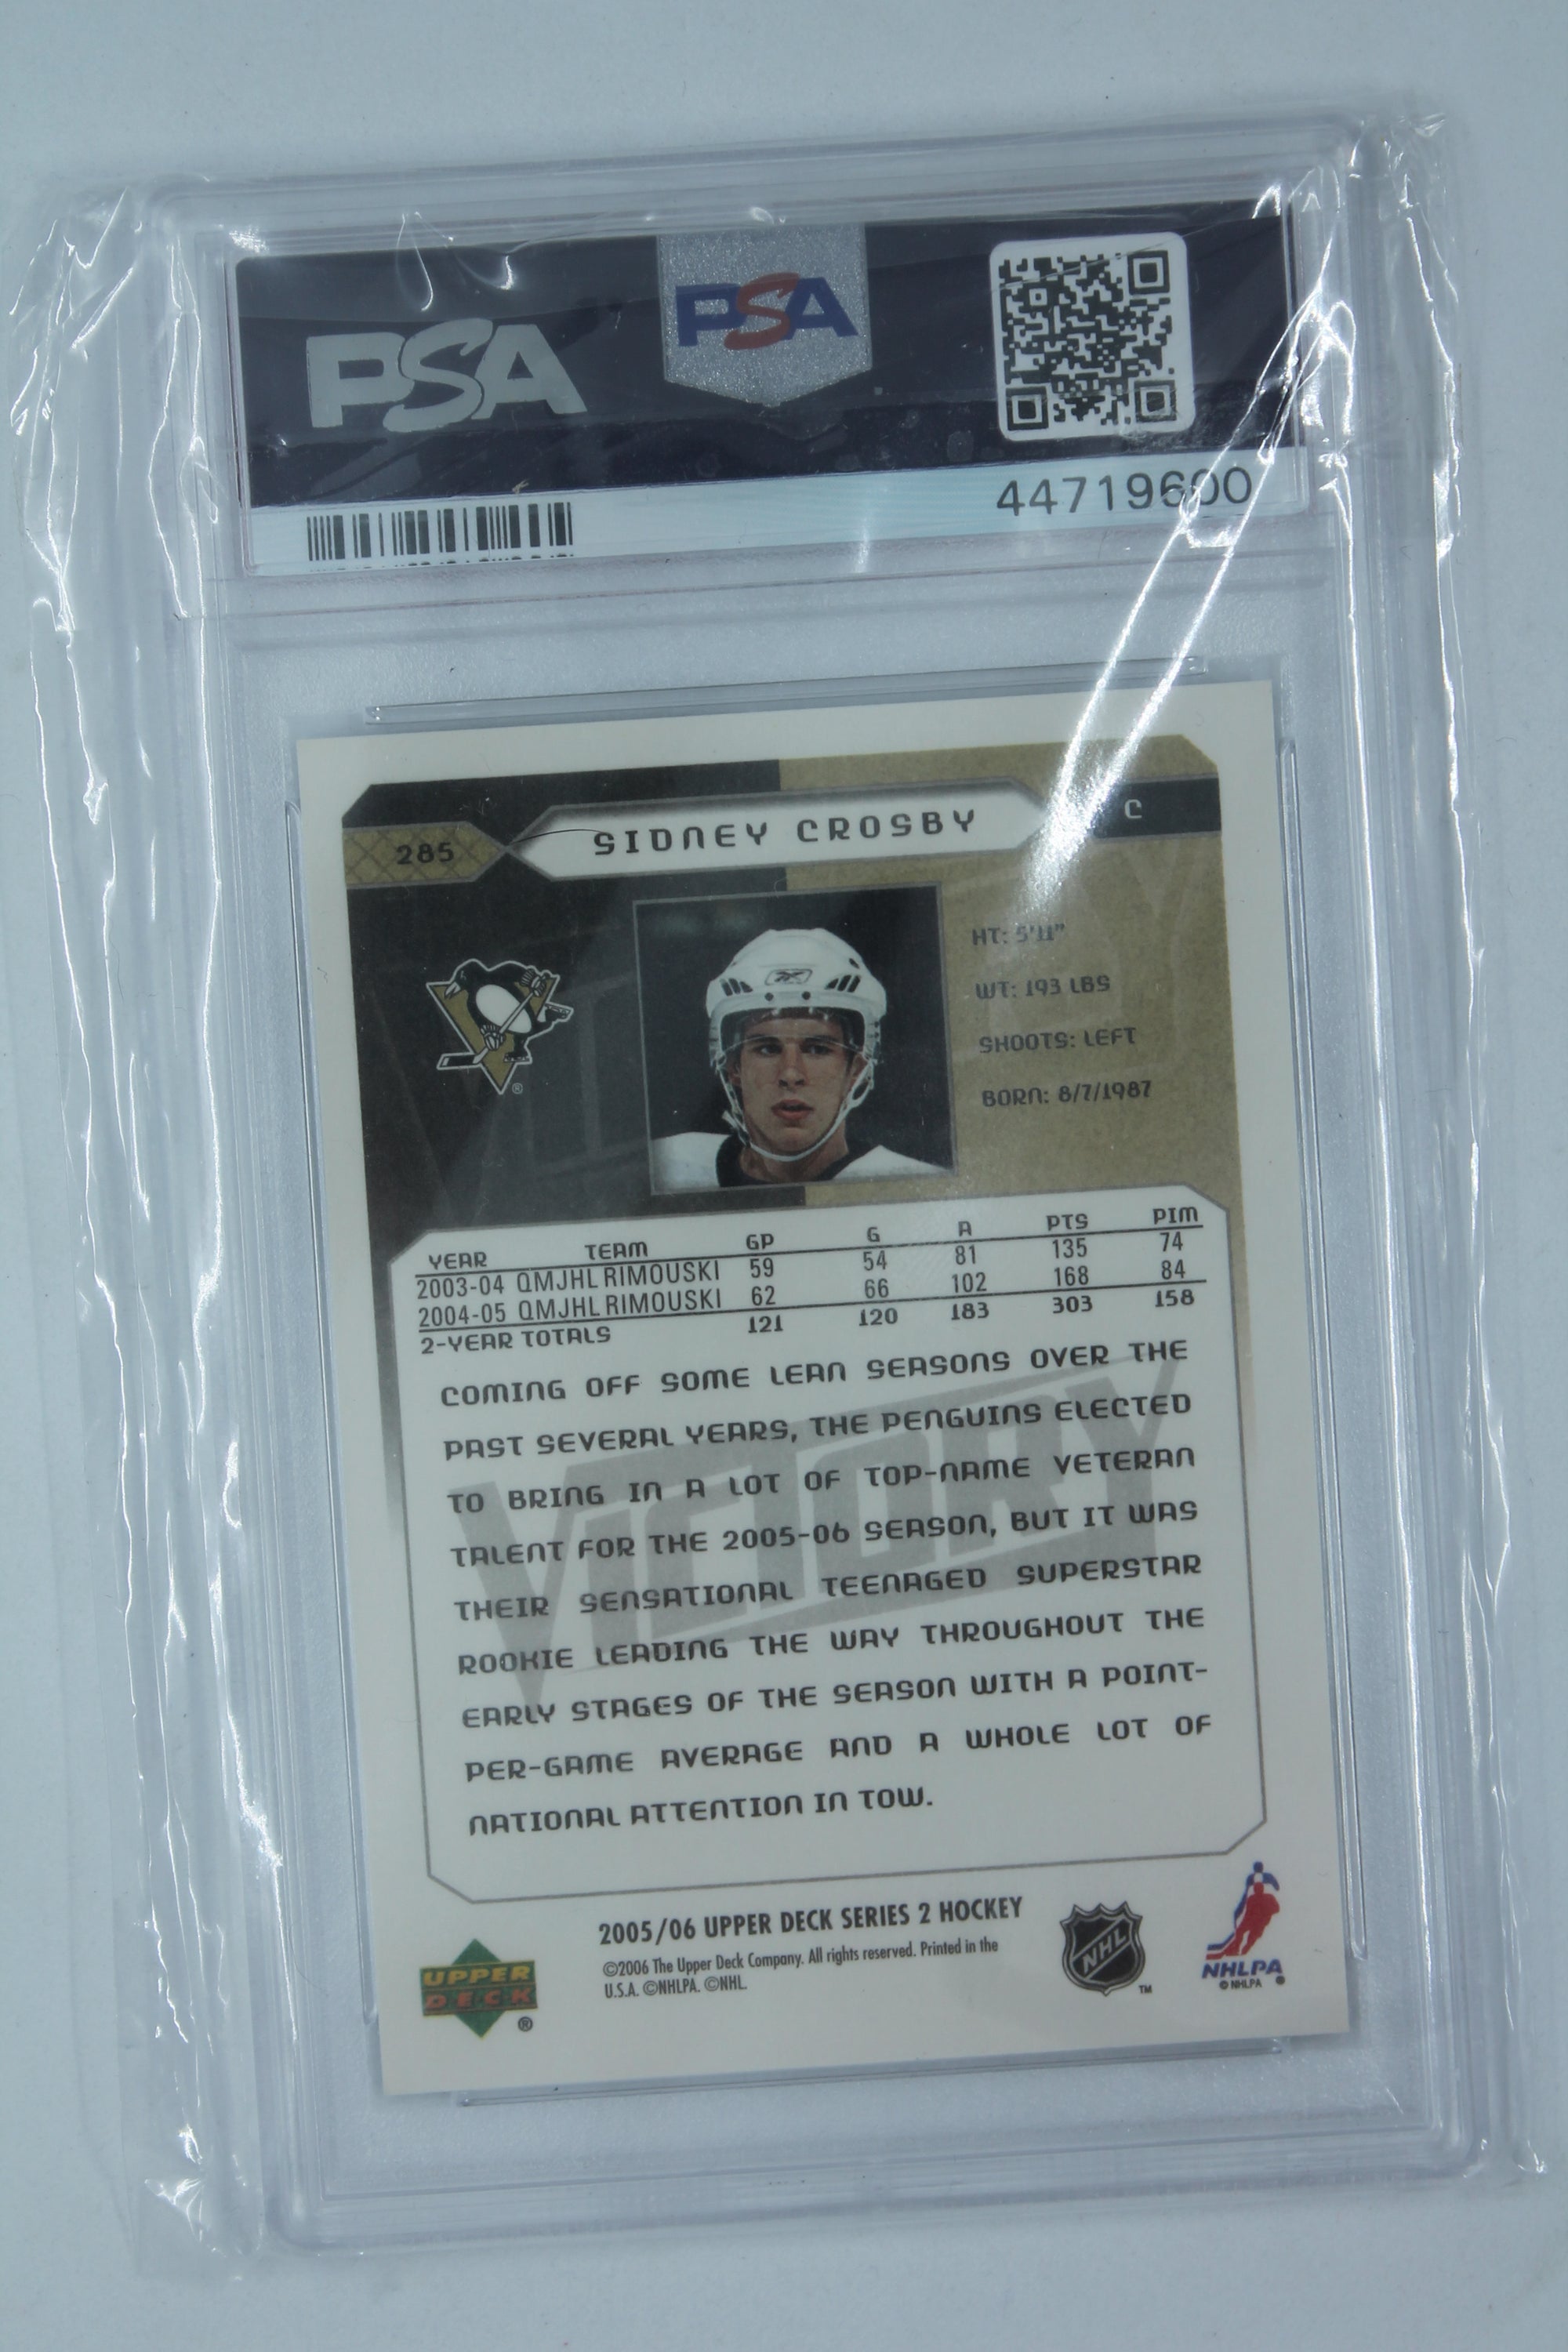 PSA
PSA
44719600
285
SIDNEY CROSBY
C
HT: 5'11"
WT: 193 LBS
SHOOTS: LEFT
BORN: 8/7/1987
®
YEAR TEAM GP G A PTS PIM
2003-04 QMJHL RIMOUSKI 59 54 81 135 74
2004-05 QMJHL RIMOUSKI 62 66 102 168 84
2-YEAR TOTALS 121 120 183 303 158
VICTORY
COMING OFF SOME LEAN SEASONS OVER THE
PAST SEVERAL YEARS, THE PENGUINS ELECTED
TO BRING IN A LOT OF TOP-NAME VETERAN
TALENT FOR THE 2005-06 SEASON, BUT IT WAS
THEIR SENSATIONAL TEENAGED SUPERSTAR
ROOKIE LEADING THE WAY THROUGHOUT THE
EARLY STAGES OF THE SEASON WITH A POINT-
PER-GAME AVERAGE AND A WHOLE LOT OF
NATIONAL ATTENTION IN TOW.
UPPER
DECK
®
2005/06 UPPER DECK SERIES 2 HOCKEY
©2006 The Upper Deck Company. All rights reserved. Printed in the
U.S.A. ©NHLPA. ©NHL.
NHL
TM
NHLPA
© NHLPA ®